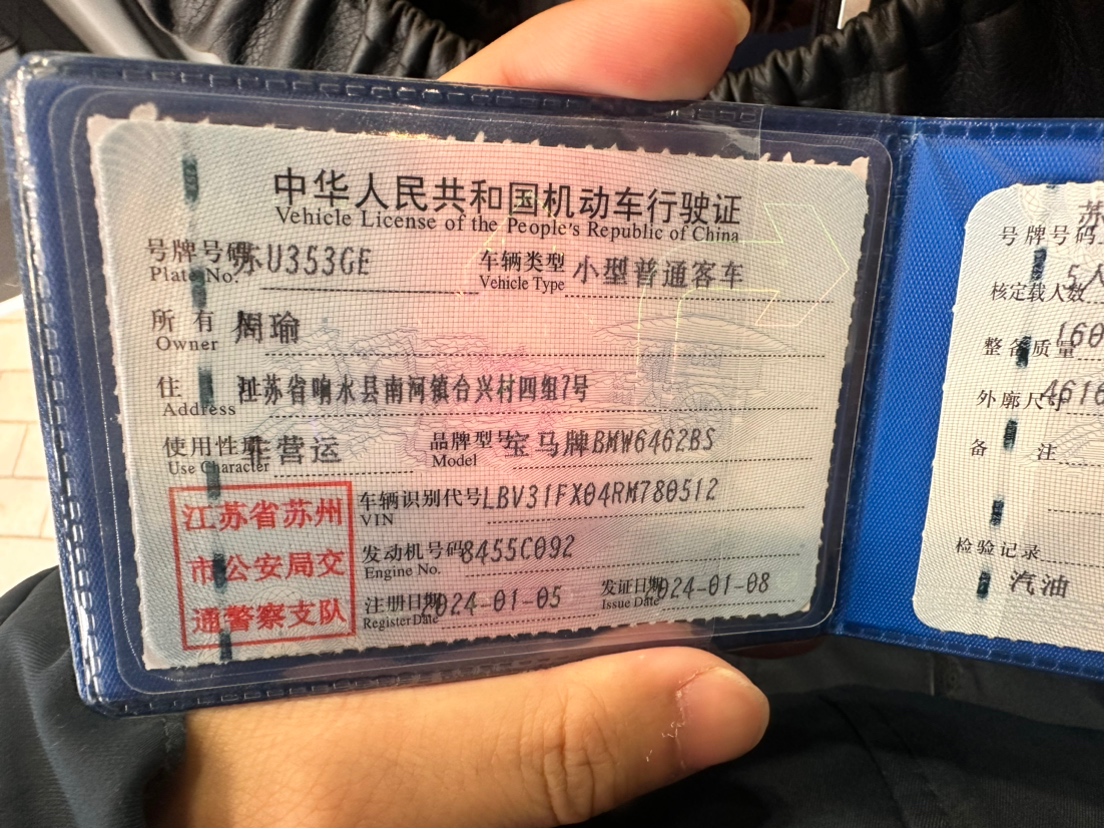 中华人民共和国机动车行驶证
Vehicle License of the People's Republic of China
号牌号码 苏U353GE 车辆类型 小型普通客车
Plate No. Vehicle Type
所有 周瑜
Owner
住 江苏省响水县南河镇台兴村四组7号
Address
使用性质 非营运 品牌型号 宝马牌BMW6462BS
Use Character Model
车辆识别代号 LBV31FX04RM780512
VIN
发动机号码 8455C092
Engine No.
注册日期 2024-01-05 发证日期 2024-01-08
Register Date Issue Date
江苏省苏州
市公安局交
通警察支队
苏
号牌号码
核定载人数 5人
整备质量 160
外廓尺寸 4616
备 注
检验记录
汽油